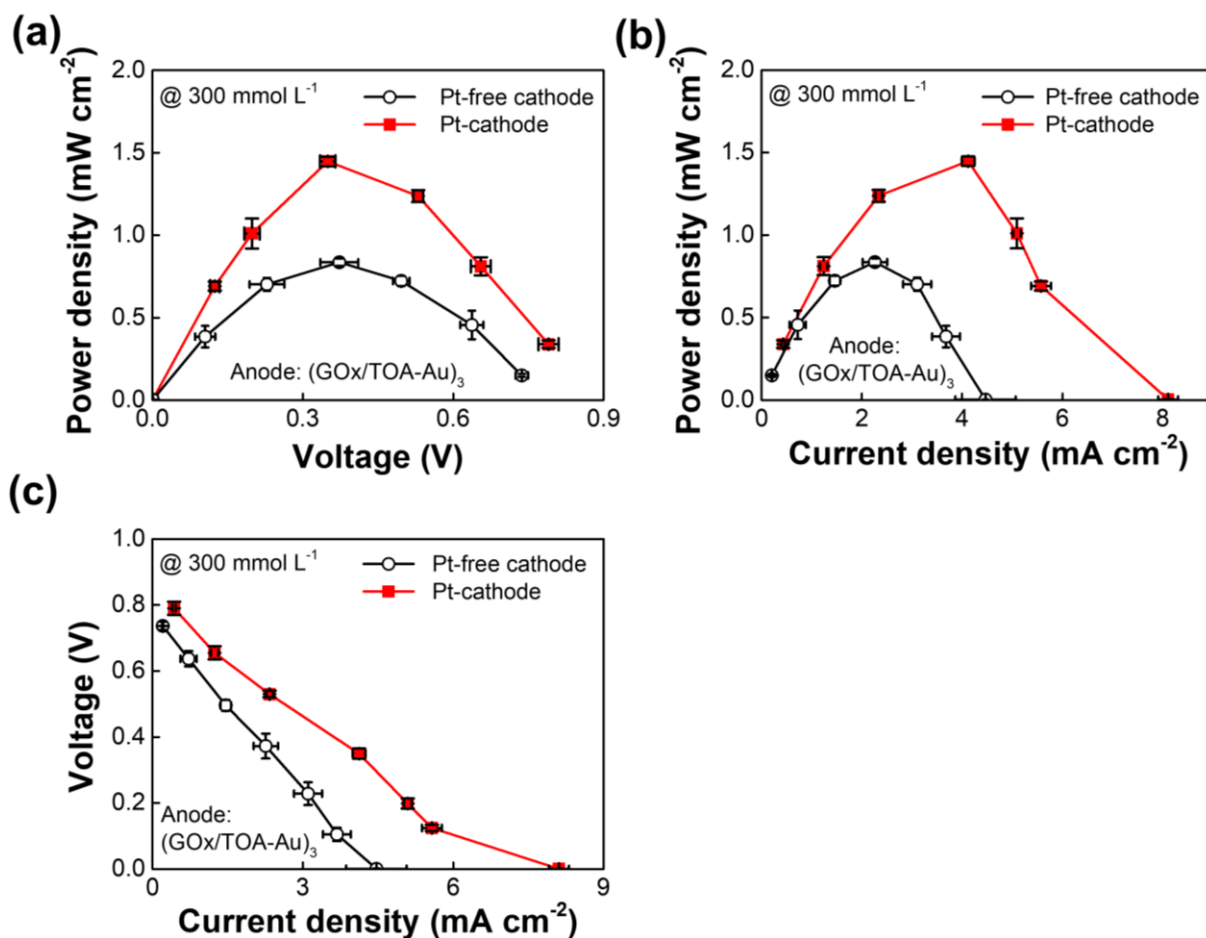 (a)
Power density (mW cm⁻²)
2.0
1.5
1.0
0.5
0.0
@ 300 mmol L⁻¹
Pt-free cathode
Pt-cathode
Anode: (GOx/TOA-Au)₃
0.0 0.3 0.6 0.9
Voltage (V)
(b)
Power density (mW cm⁻²)
2.0
1.5
1.0
0.5
0.0
@ 300 mmol L⁻¹
Pt-free cathode
Pt-cathode
Anode:
(GOx/TOA-Au)₃
0 2 4 6 8
Current density (mA cm⁻²)
(c)
Voltage (V)
1.0
0.8
0.6
0.4
0.2
0.0
@ 300 mmol L⁻¹
Pt-free cathode
Pt-cathode
Anode:
(GOx/TOA-Au)₃
0 3 6 9
Current density (mA cm⁻²)